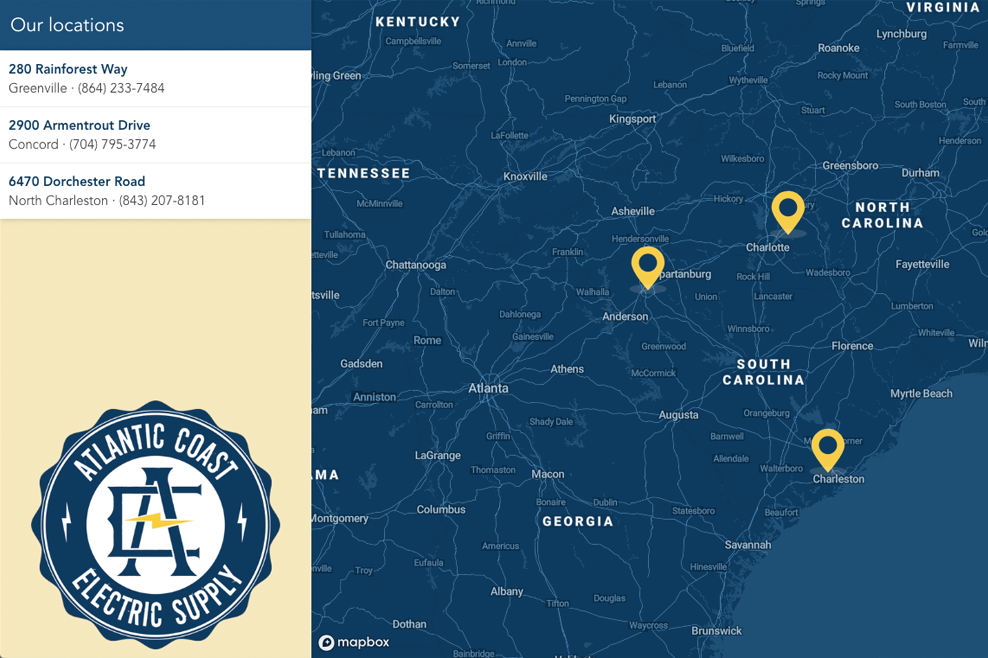 Our locations
280 Rainforest Way
Greenville · (864) 233-7484
2900 Armentrout Drive
Concord · (704) 795-3774
6470 Dorchester Road
North Charleston · (843) 207-8181
ATLANTIC COAST
ELECTRIC SUPPLY
Richmond
Springs
VIRGINIA
KENTUCKY
Lynchburg
Campbellsville
Annville
Bluefield
Roanoke
Farmville
Somerset
London
ling Green
Lebanon
Wytheville
Rocky Mount
Pennington Gap
Stuart
South Boston
South
Kingsport
LaFollette
Henderson
Lebanon
Wilkesboro
Greensboro
TENNESSEE
Knoxville
Durham
McMinnville
Hickory
Asheville
NORTH
CAROLINA
Tullahoma
Hendersonville
Charlotte
etteville
Franklin
Chattanooga
Fayetteville
partanburg
Rock Hill
Wadesboro
tsville
Dalton
Walhalla
Union
Lancaster
Lumberton
Dahlonega
Anderson
Fort Payne
Winnsboro
Whiteville
Rome
Gainesville
Greenwood
Florence
Wiln
Gadsden
Athens
McCormick
SOUTH
CAROLINA
Atlanta
Myrtle Beach
Anniston
Carrollton
ham
Augusta
Orangeburg
Shady Dale
Griffin
Barnwell
LaGrange
Allendale
Walterboro
Thomaston
Macon
AMA
Charleston
Bonaire
Dublin
Columbus
Statesboro
Beaufort
Montgomery
GEORGIA
Americus
Savannah
Eufaula
Hinesville
nville
Troy
Albany
Tifton
Douglas
Dothan
Waycross
Brunswick
mapbox
Bainbridge